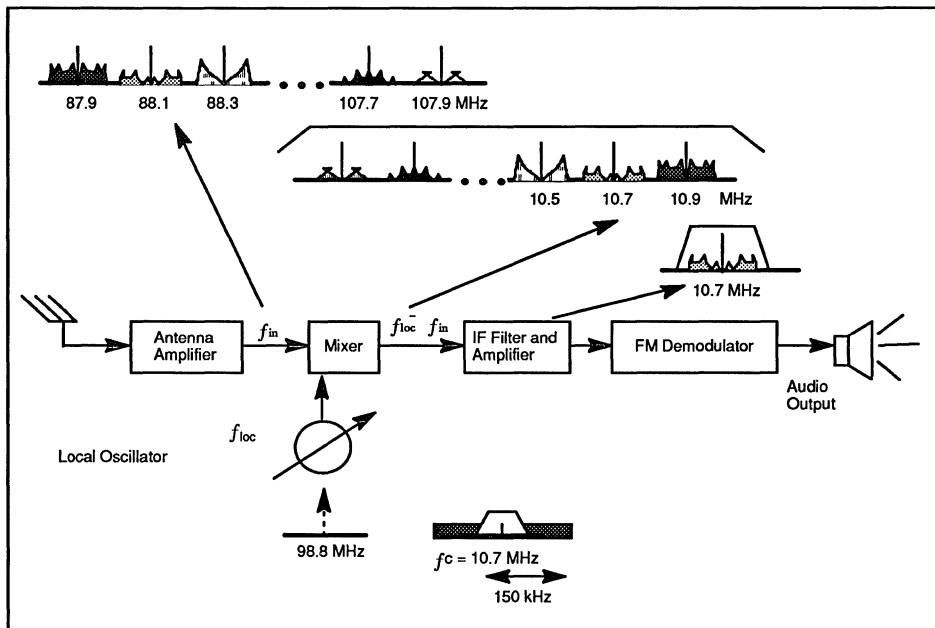 87.9 88.1 88.3 107.7 107.9 MHz
10.5 10.7 10.9 MHz
10.7 MHz
Antenna
Amplifier
fin
Mixer
floc - fin
IF Filter and
Amplifier
FM Demodulator
Audio
Output
floc
Local Oscillator
98.8 MHz
fc = 10.7 MHz
150 kHz